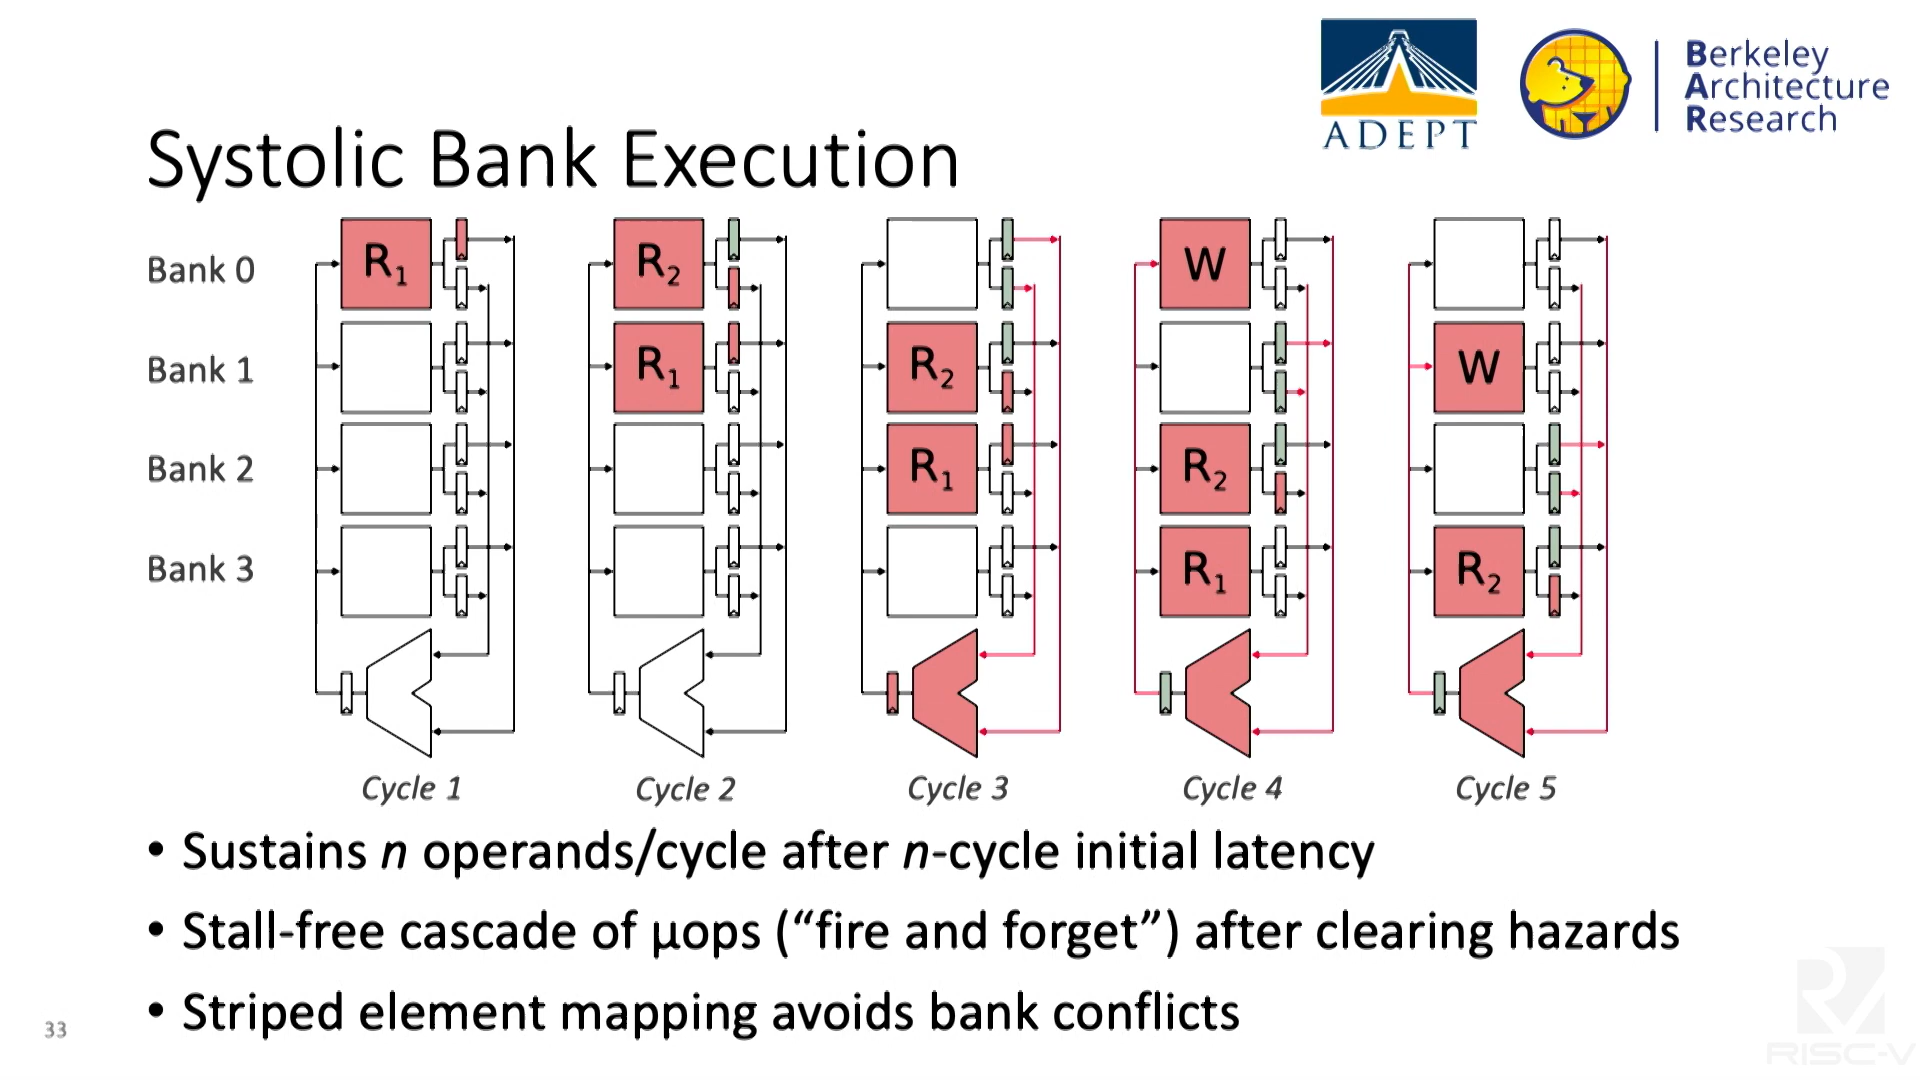 ADEPT
Berkeley
Architecture
Research
Systolic Bank Execution
Bank 0
Bank 1
Bank 2
Bank 3
R1
R2
R1
R2
R1
W
R2
R1
W
R2
Cycle 1
Cycle 2
Cycle 3
Cycle 4
Cycle 5
• Sustains n operands/cycle after n-cycle initial latency
• Stall-free cascade of µops (“fire and forget”) after clearing hazards
• Striped element mapping avoids bank conflicts
33
RISC-V